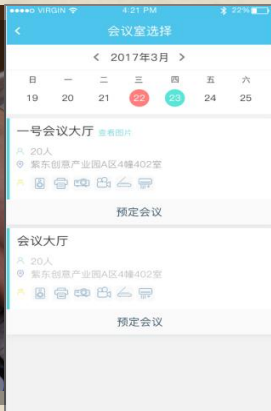 VIRGIN 4:21 PM 22%
会议室选择
2017年3月
日 一 二 三 四 五 六
19 20 21 22 23 24 25
一号会议大厅 查看图片
20人
紫东创意产业园A区4幢402室
预定会议
会议大厅
20人
紫东创意产业园A区4幢402室
预定会议